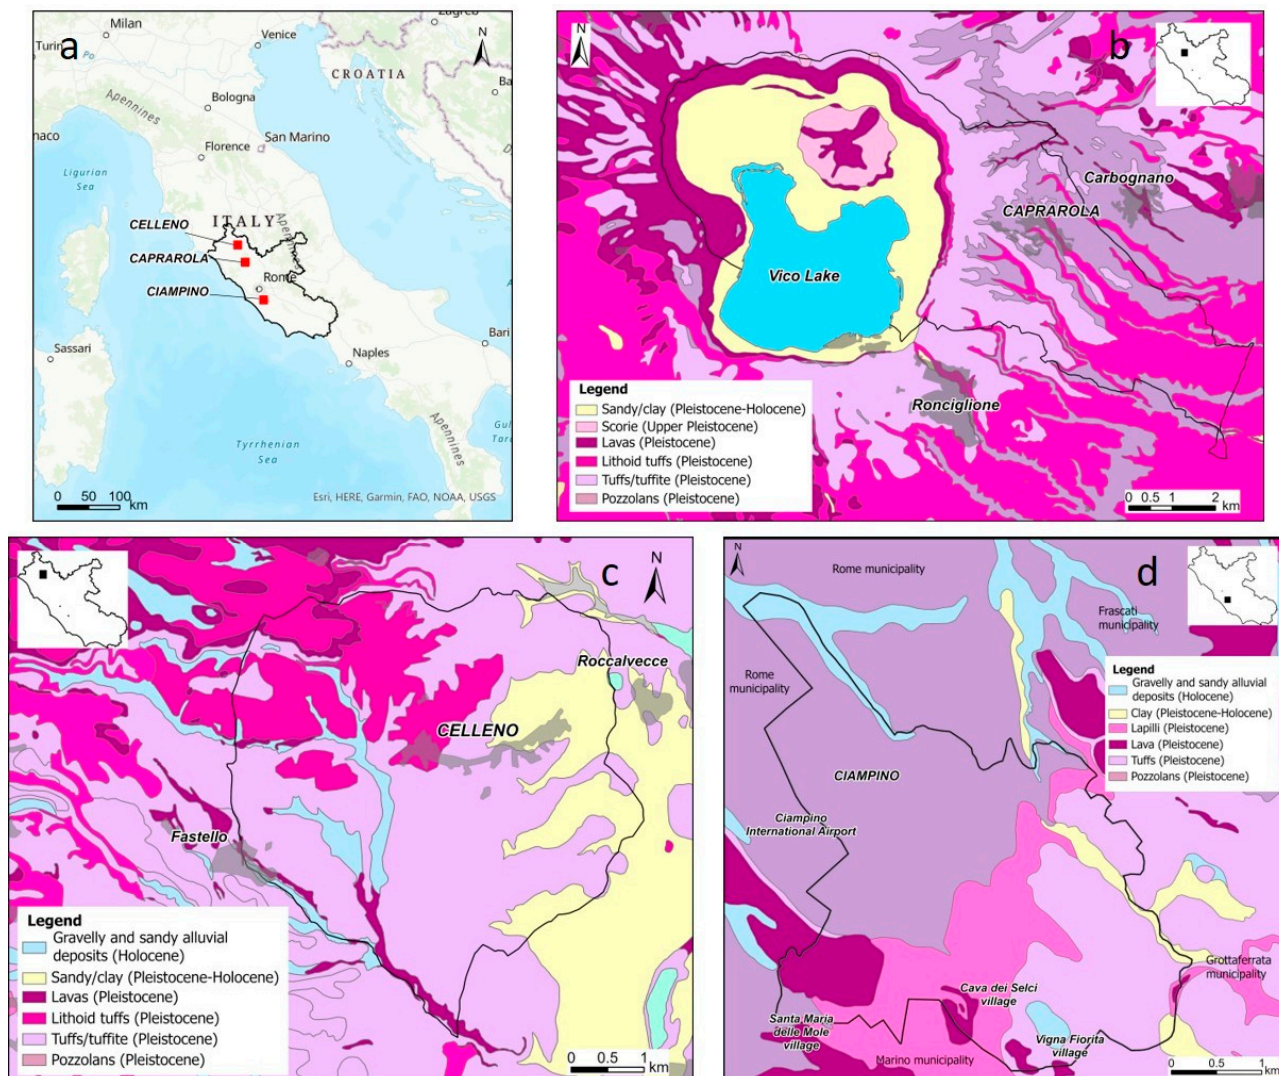 a
N
Milan
Venice
Zagreb
Turin
Po
CROATIA
Bologna
Apennines
naco
Florence
San Marino
Ligurian
Sea
ITALY
CELLENO
CAPRAROLA
Rome
CIAMPINO
Apennines
Bari
Sassari
Naples
Tyrrhenian
Sea
Apennines
0 50 100
km
Esri, HERE, Garmin, FAO, NOAA, USGS
N
b
Carbognano
CAPRAROLA
Vico Lake
Ronciglione
Legend
Sandy/clay (Pleistocene-Holocene)
Scorie (Upper Pleistocene)
Lavas (Pleistocene)
Lithoid tuffs (Pleistocene)
Tuffs/tuffite (Pleistocene)
Pozzolans (Pleistocene)
0 0.5 1 2
km
c
N
Roccalvecce
CELLENO
Fastello
Legend
Gravelly and sandy alluvial
deposits (Holocene)
Sandy/clay (Pleistocene-Holocene)
Lavas (Pleistocene)
Lithoid tuffs (Pleistocene)
Tuffs/tuffite (Pleistocene)
Pozzolans (Pleistocene)
0 0.5 1
km
N
d
Rome municipality
Frascati
municipality
Rome
municipality
CIAMPINO
Ciampino
International Airport
Legend
Gravelly and sandy alluvial
deposits (Holocene)
Clay (Pleistocene-Holocene)
Lapilli (Pleistocene)
Lava (Pleistocene)
Tuffs (Pleistocene)
Pozzolans (Pleistocene)
Grottaferrata
municipality
Cava dei Selci
village
Santa Maria
delle Mole
village
Vigna Fiorita
village
Marino municipality
0 0.5 1
km